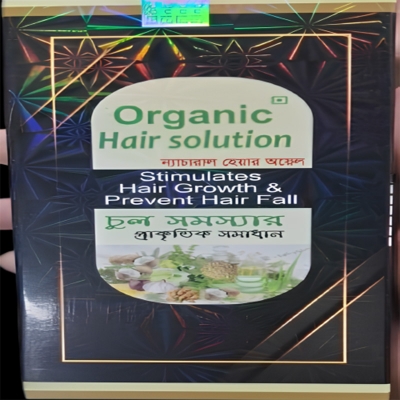 Organic
Hair solution
ন্যাচারাল হেয়ার অয়েল
Stimulates
Hair Growth &
Prevent Hair Fall
চুল সমস্যার
প্রাকৃতিক সমাধান